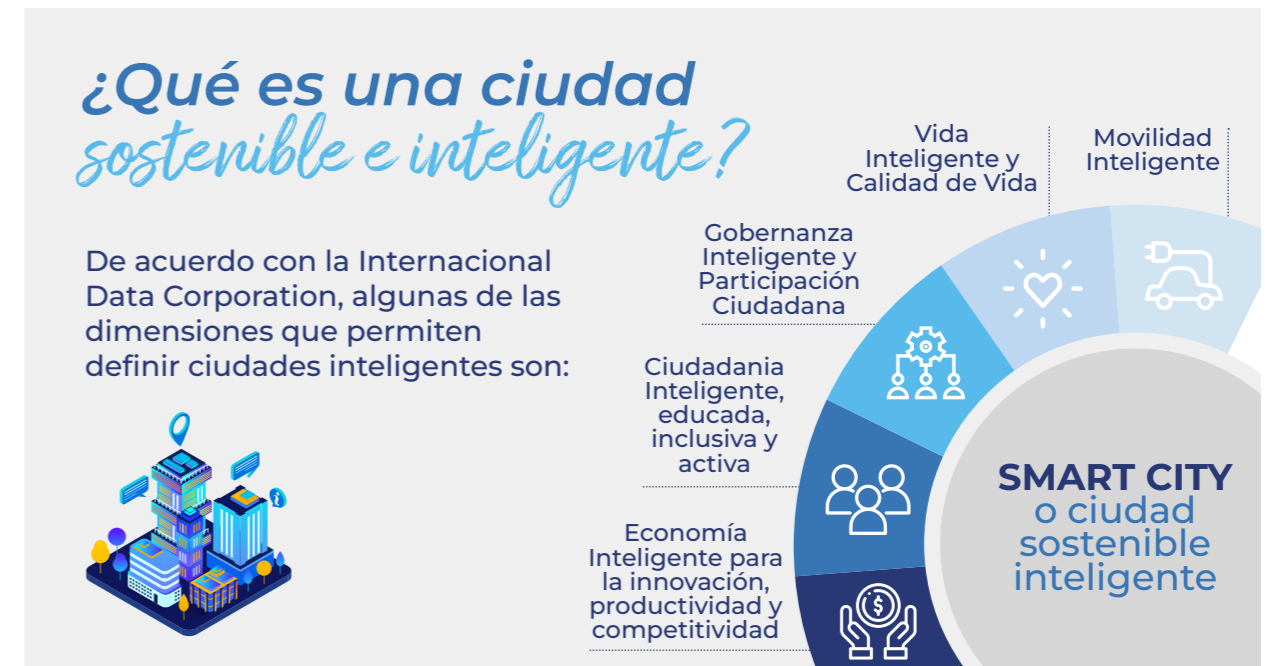 ¿Qué es una ciudad
sostenible e inteligente?
De acuerdo con la Internacional
Data Corporation, algunas de las
dimensiones que permiten
definir ciudades inteligentes son:
Vida
Inteligente y
Calidad de Vida
Movilidad
Inteligente
Gobernanza
Inteligente y
Participación
Ciudadana
Ciudadania
Inteligente,
educada,
inclusiva y
activa
Economía
Inteligente para
la innovación,
productividad y
competitividad
SMART CITY
o ciudad
sostenible
inteligente